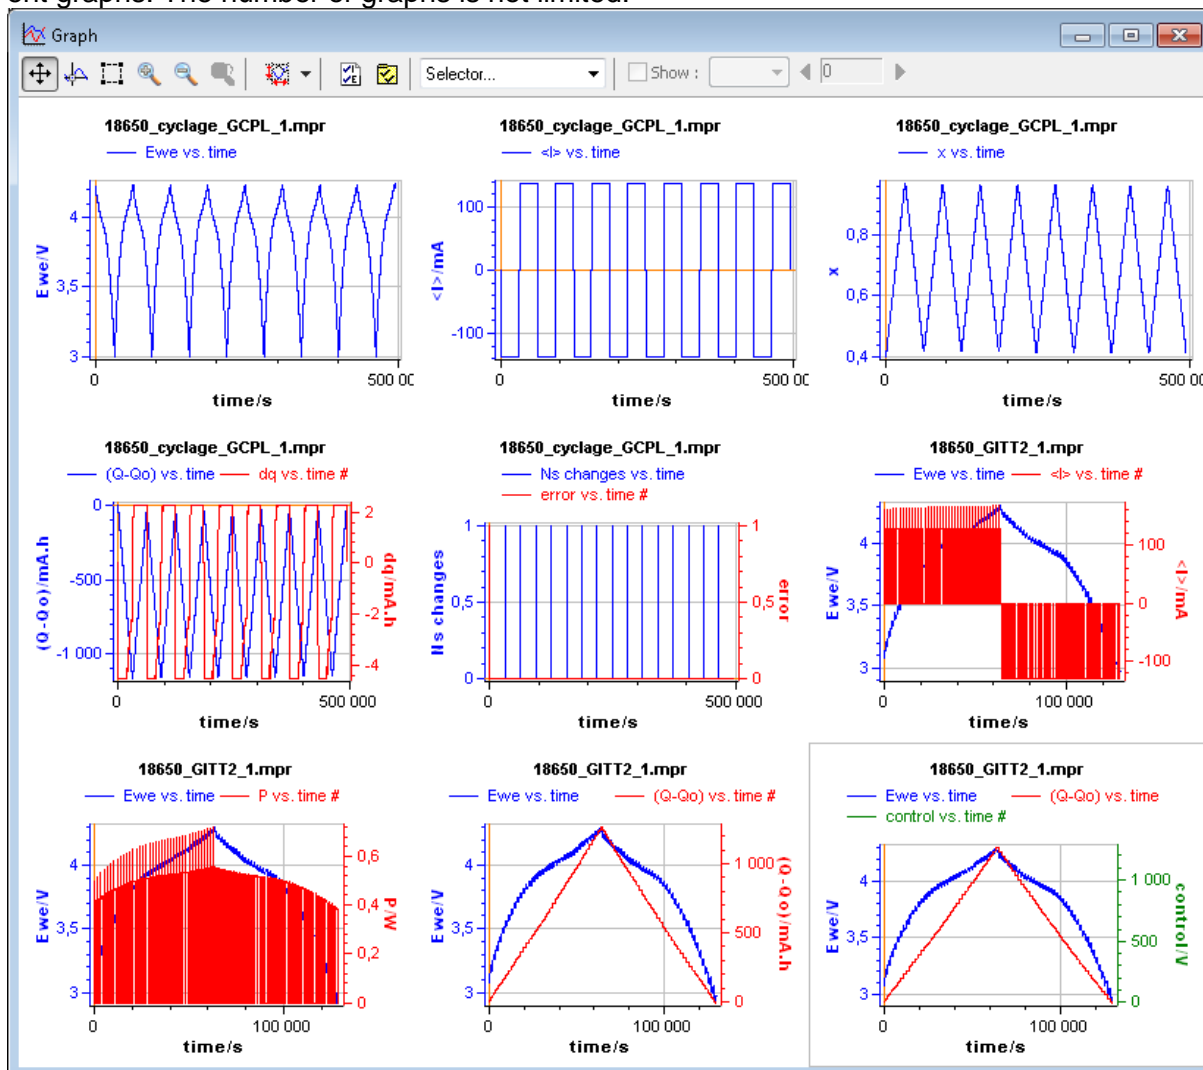 ent graphs. The number of graphs is not limited.
Graph
Selector... Show : 0
18650_cyclage_GCPL_1.mpr
Ewe vs. time
4
3,5
3
Ewe/V
0 500 00
time/s
18650_cyclage_GCPL_1.mpr
<I> vs. time
100
0
-100
<I>/mA
0 500 00
time/s
18650_cyclage_GCPL_1.mpr
x vs. time
0,8
0,6
0,4
x
0 500 00
time/s
18650_cyclage_GCPL_1.mpr
(Q-Qo) vs. time dq vs. time #
0
-500
-1 000
(Q-Qo)/mA.h
2
0
-2
-4
dq/mA.h
0 500 000
time/s
18650_cyclage_GCPL_1.mpr
Ns changes vs. time
error vs. time #
1
0,5
0
Ns changes
1
0,5
0
error
0 500 000
time/s
18650_GITT2_1.mpr
Ewe vs. time <I> vs. time #
4
3,5
3
Ewe/V
100
0
-100
<I>/mA
0 100 000
time/s
18650_GITT2_1.mpr
Ewe vs. time P vs. time #
4
3,5
3
Ewe/V
0,6
0,4
0,2
0
P/W
0 100 000
time/s
18650_GITT2_1.mpr
Ewe vs. time (Q-Qo) vs. time #
4
3,5
3
Ewe/V
1 000
500
0
(Q-Qo)/mA.h
0 100 000
time/s
18650_GITT2_1.mpr
Ewe vs. time (Q-Qo) vs. time
control vs. time #
4
3,5
3
Ewe/V
1 000
500
0
control/V
0 100 000
time/s